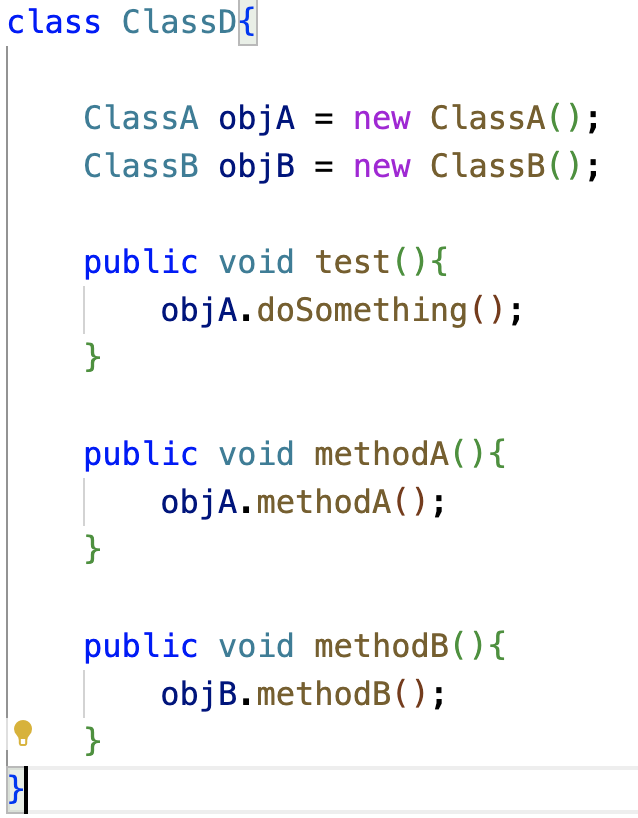 class ClassD{
ClassA objA = new ClassA();
ClassB objB = new ClassB();
public void test(){
objA.doSomething();
}
public void methodA(){
objA.methodA();
}
public void methodB(){
objB.methodB();
}
}